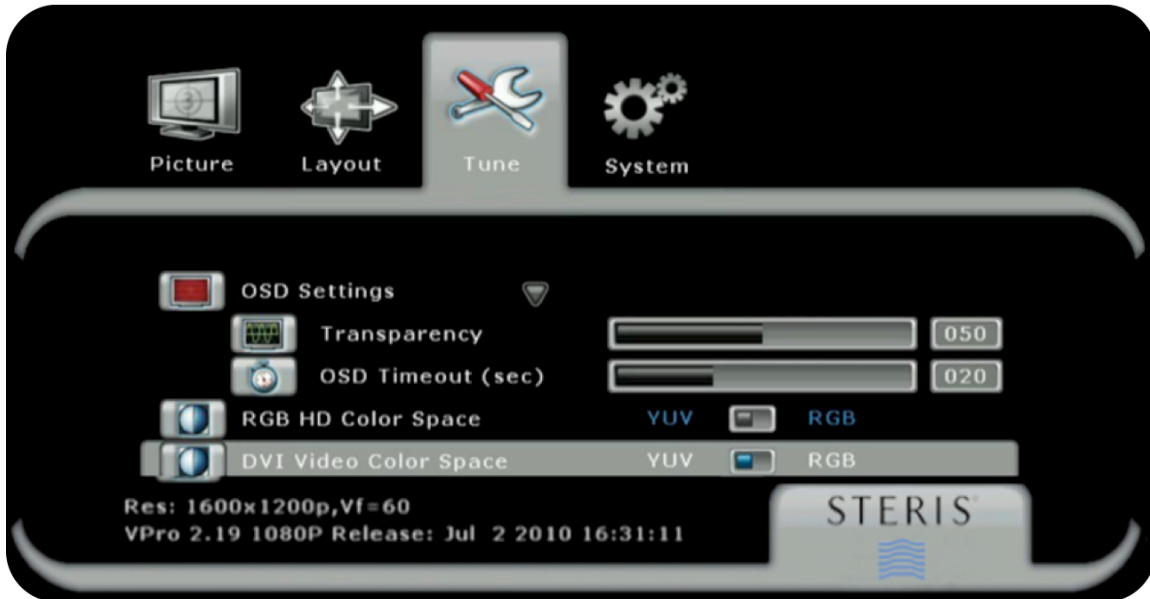 Picture Layout Tune System
OSD Settings
Transparency 050
OSD Timeout (sec) 020
RGB HD Color Space YUV RGB
DVI Video Color Space YUV RGB
Res: 1600x1200p,Vf=60
VPro 2.19 1080P Release: Jul 2 2010 16:31:11
STERIS